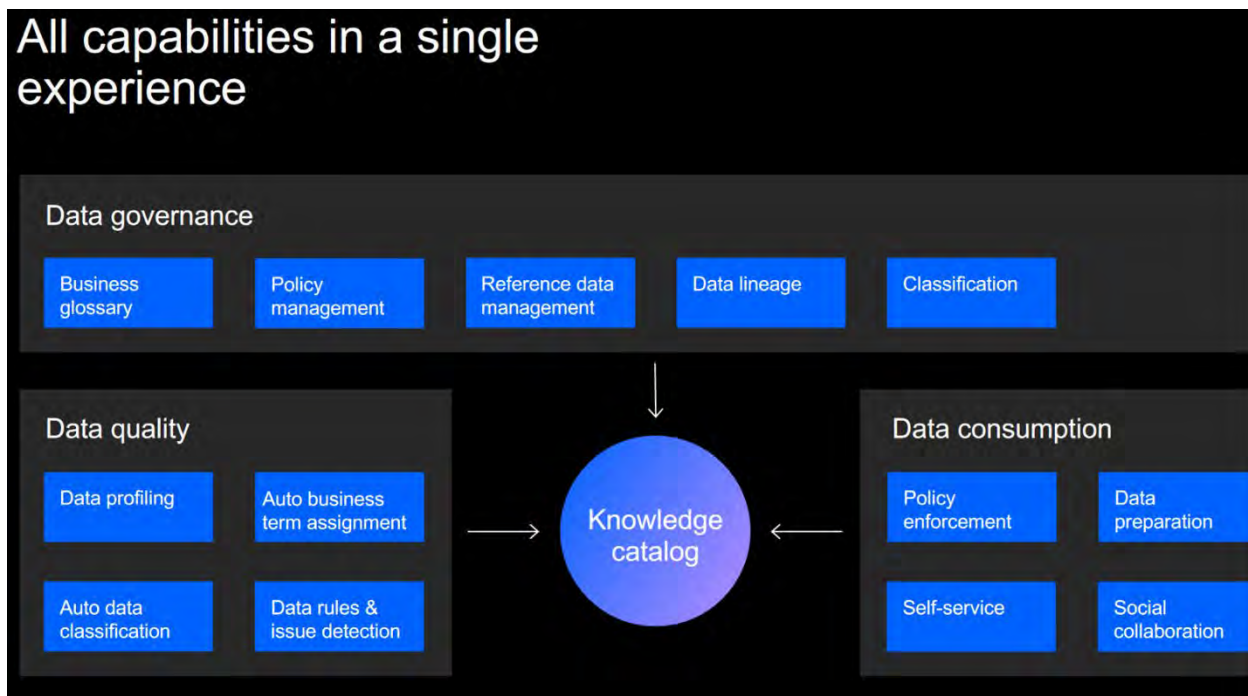 All capabilities in a single
experience
Data governance
Business
glossary
Policy
management
Reference data
management
Data lineage
Classification
Data quality
Data profiling
Auto business
term assignment
Auto data
classification
Data rules &
issue detection
Knowledge
catalog
Data consumption
Policy
enforcement
Data
preparation
Self-service
Social
collaboration